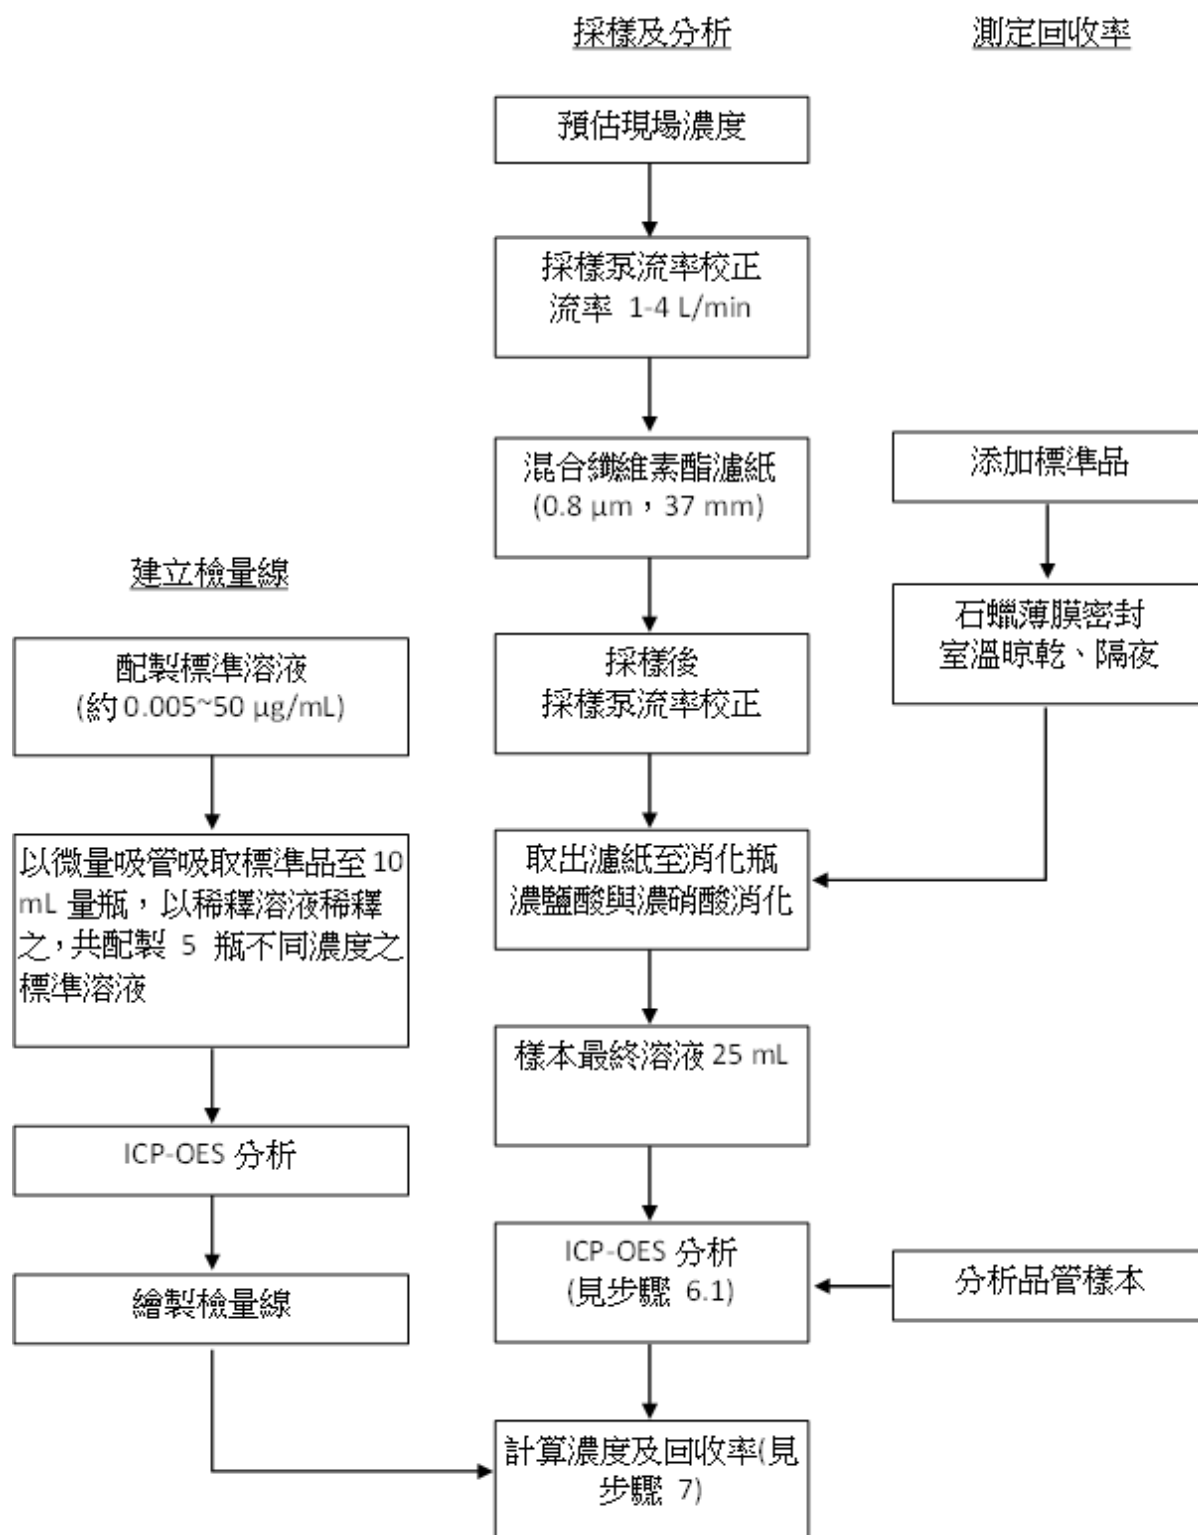 採樣及分析
測定回收率
預估現場濃度
採樣泵流率校正
流率 1-4 L/min
混合纖維素酯濾紙
(0.8 μm，37 mm)
採樣後
採樣泵流率校正
取出濾紙至消化瓶
濃鹽酸與濃硝酸消化
樣本最終溶液 25 mL
ICP-OES 分析
(見步驟 6.1)
計算濃度及回收率(見
步驟 7)
添加標準品
石蠟薄膜密封
室溫晾乾、隔夜
分析品管樣本
建立檢量線
配製標準溶液
(約 0.005~50 μg/mL)
以微量吸管吸取標準品至 10
mL 量瓶，以稀釋溶液稀釋
之，共配製 5 瓶不同濃度之
標準溶液
ICP-OES 分析
繪製檢量線